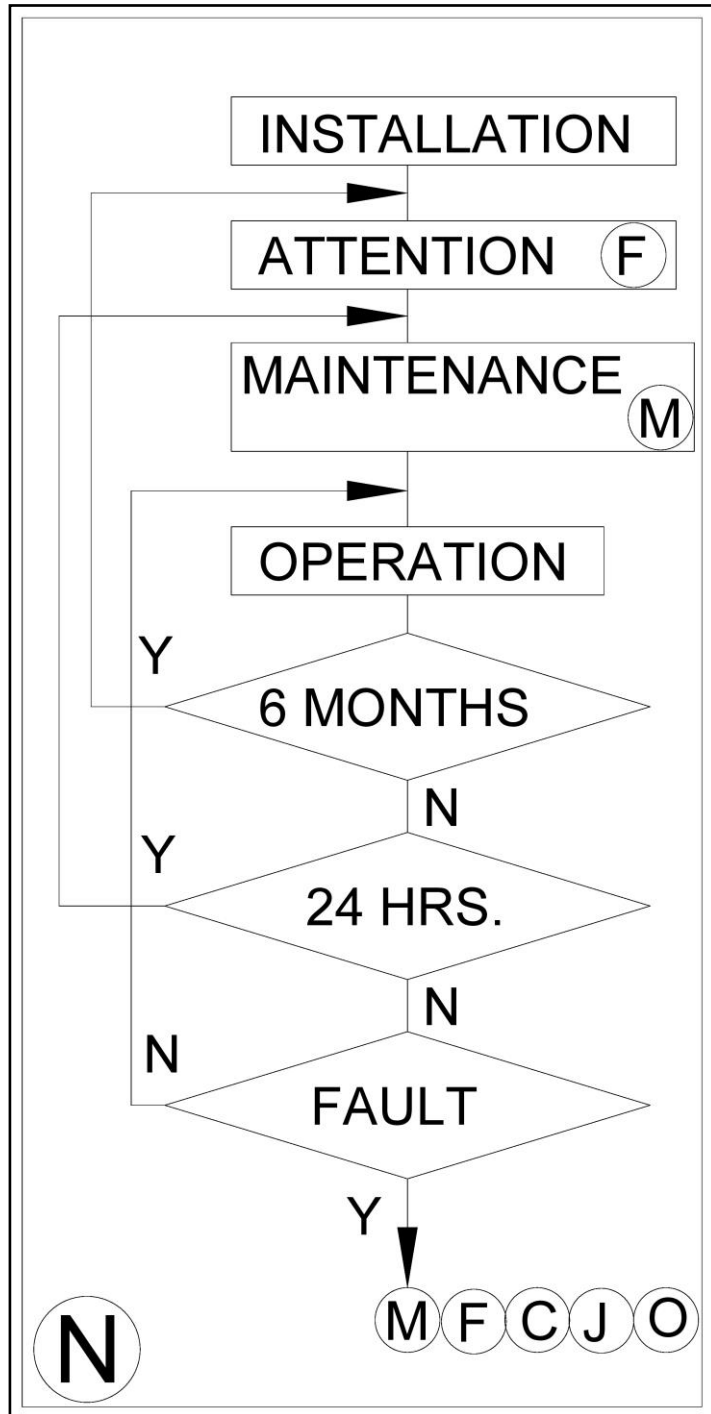 INSTALLATION
ATTENTION F
MAINTENANCE
M
OPERATION
Y
6 MONTHS
N
Y
24 HRS.
N
N
FAULT
Y
M F C J O
N